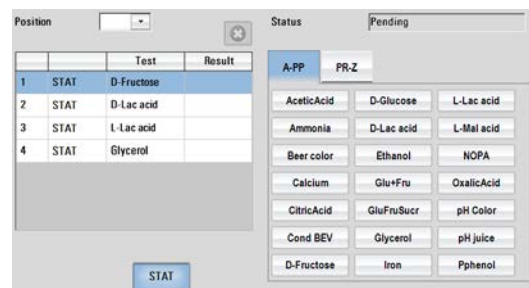 Position
Status Pending
Test Result
1 STAT D-Fructose
2 STAT D-Lac acid
3 STAT L-Lac acid
4 STAT Glycerol
STAT
A-PP PR-Z
AceticAcid D-Glucose L-Lac acid
Ammonia D-Lac acid L-Mal acid
Beer color Ethanol NOPA
Calcium Glu+Fru OxalicAcid
CitricAcid GluFruSucr pH Color
Cond BEV Glycerol pH juice
D-Fructose Iron Pphenol